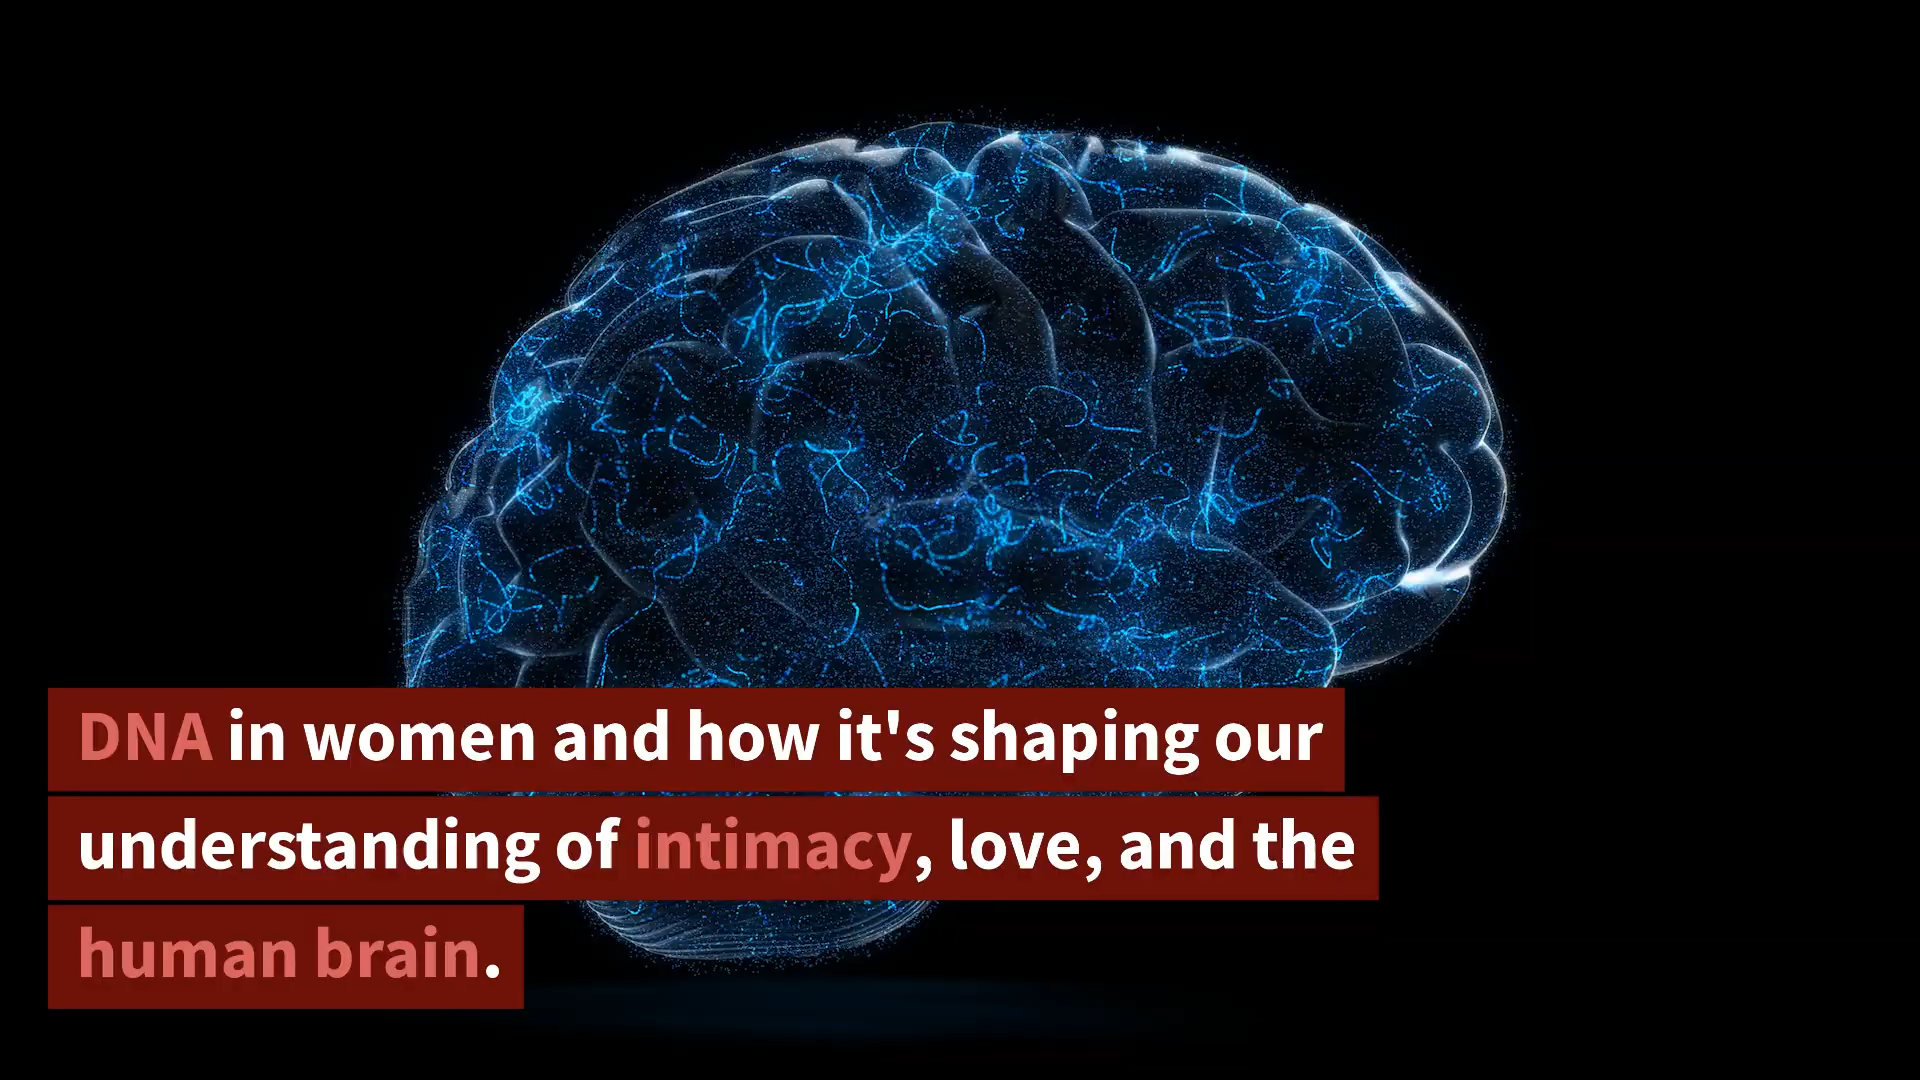 DNA in women and how it's shaping our
understanding of intimacy, love, and the
human brain.